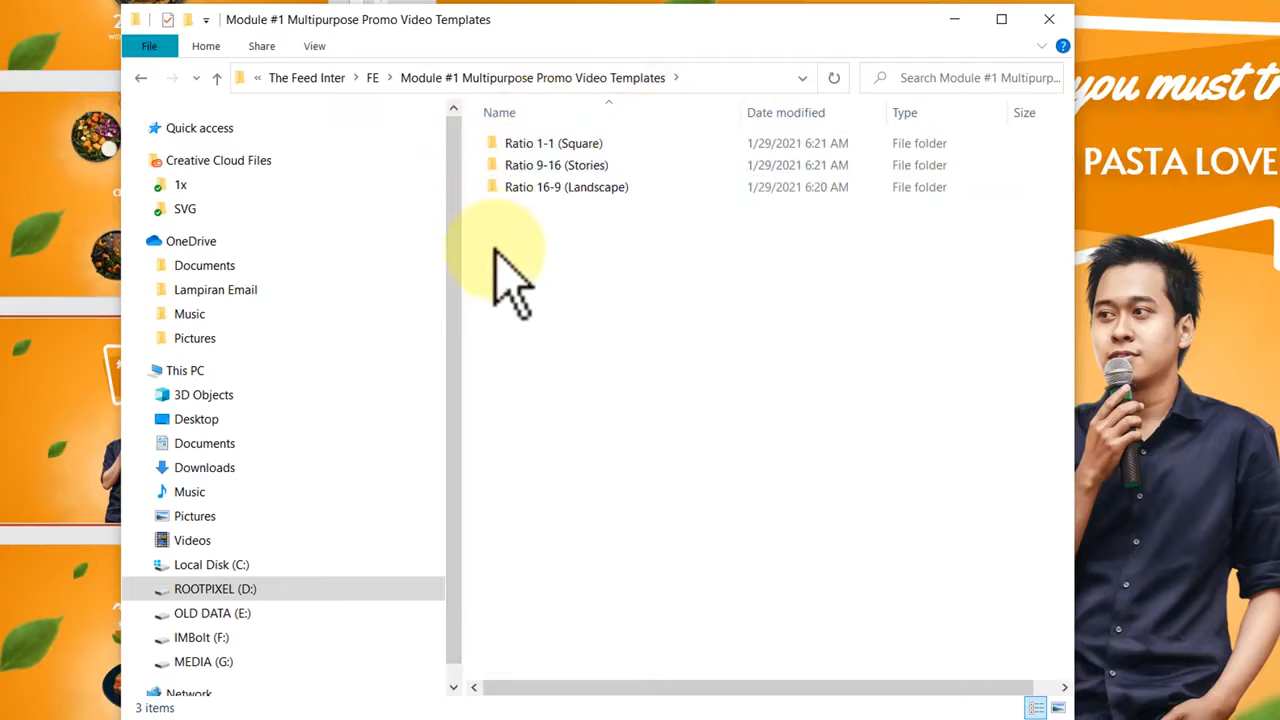 Module #1 Multipurpose Promo Video Templates
File Home Share View
« The Feed Inter > FE > Module #1 Multipurpose Promo Video Templates >
Search Module #1 Multipurp...
Name Date modified Type Size
Ratio 1-1 (Square) 1/29/2021 6:21 AM File folder
Ratio 9-16 (Stories) 1/29/2021 6:21 AM File folder
Ratio 16-9 (Landscape) 1/29/2021 6:20 AM File folder
Quick access
Creative Cloud Files
1x
SVG
OneDrive
Documents
Lampiran Email
Music
Pictures
This PC
3D Objects
Desktop
Documents
Downloads
Music
Pictures
Videos
Local Disk (C:)
ROOTPIXEL (D:)
OLD DATA (E:)
IMBolt (F:)
MEDIA (G:)
Network
3 items
you must
PASTA LOVE